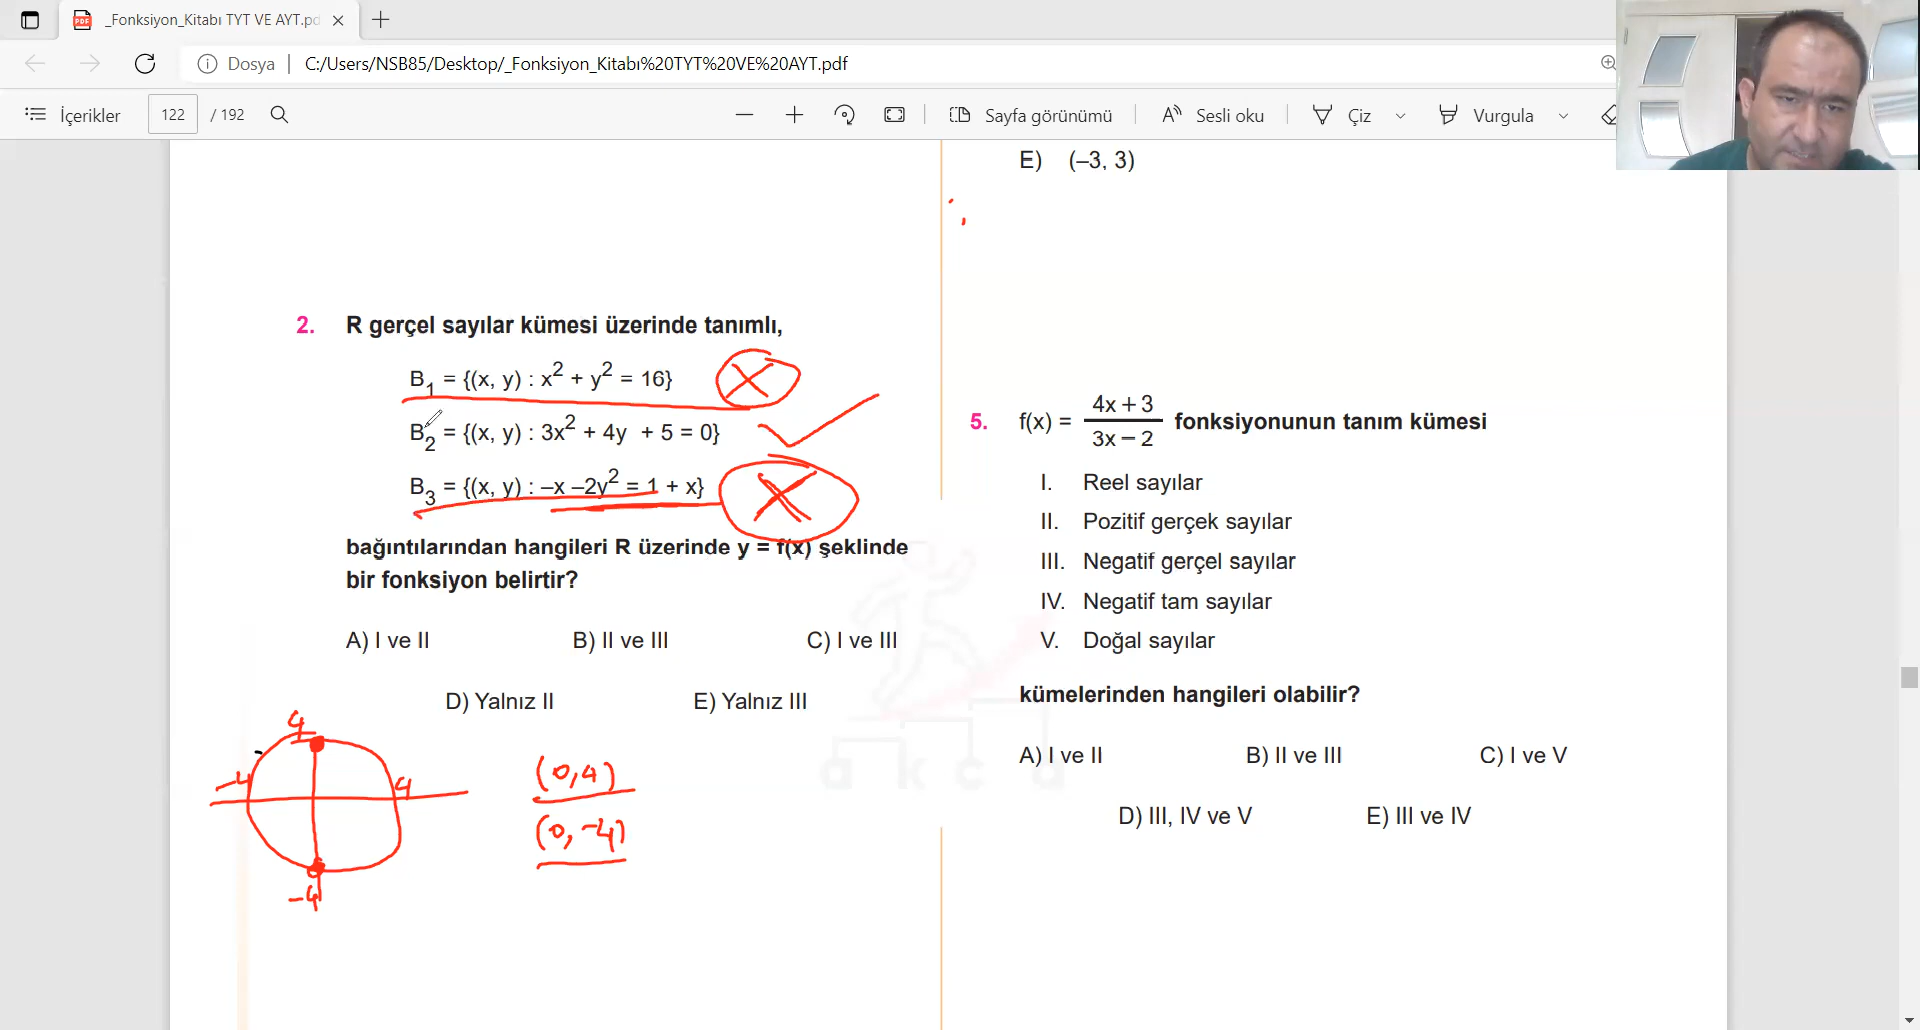 _Fonksiyon_Kitabı TYT VE AYT.pd
Dosya
C:/Users/NSB85/Desktop/_Fonksiyon_Kitabı%20TYT%20VE%20AYT.pdf
İçerikler
122
/ 192
Sayfa görünümü
Sesli oku
Çiz
Vurgula
E) (–3, 3)
2. R gerçel sayılar kümesi üzerinde tanımlı,
B₁ = {(x, y) : x² + y² = 16}
B₂ = {(x, y) : 3x² + 4y + 5 = 0}
B₃ = {(x, y) : –x –2y² = 1 + x}
bağıntılarından hangileri R üzerinde y = f(x) şeklinde
bir fonksiyon belirtir?
A) I ve II
B) II ve III
C) I ve III
D) Yalnız II
E) Yalnız III
4
-4
4
-4
(0,4)
(0,-4)
5. f(x) = (4x + 3)/(3x – 2) fonksiyonunun tanım kümesi
I. Reel sayılar
II. Pozitif gerçek sayılar
III. Negatif gerçel sayılar
IV. Negatif tam sayılar
V. Doğal sayılar
kümelerinden hangileri olabilir?
A) I ve II
B) II ve III
C) I ve V
D) III, IV ve V
E) III ve IV